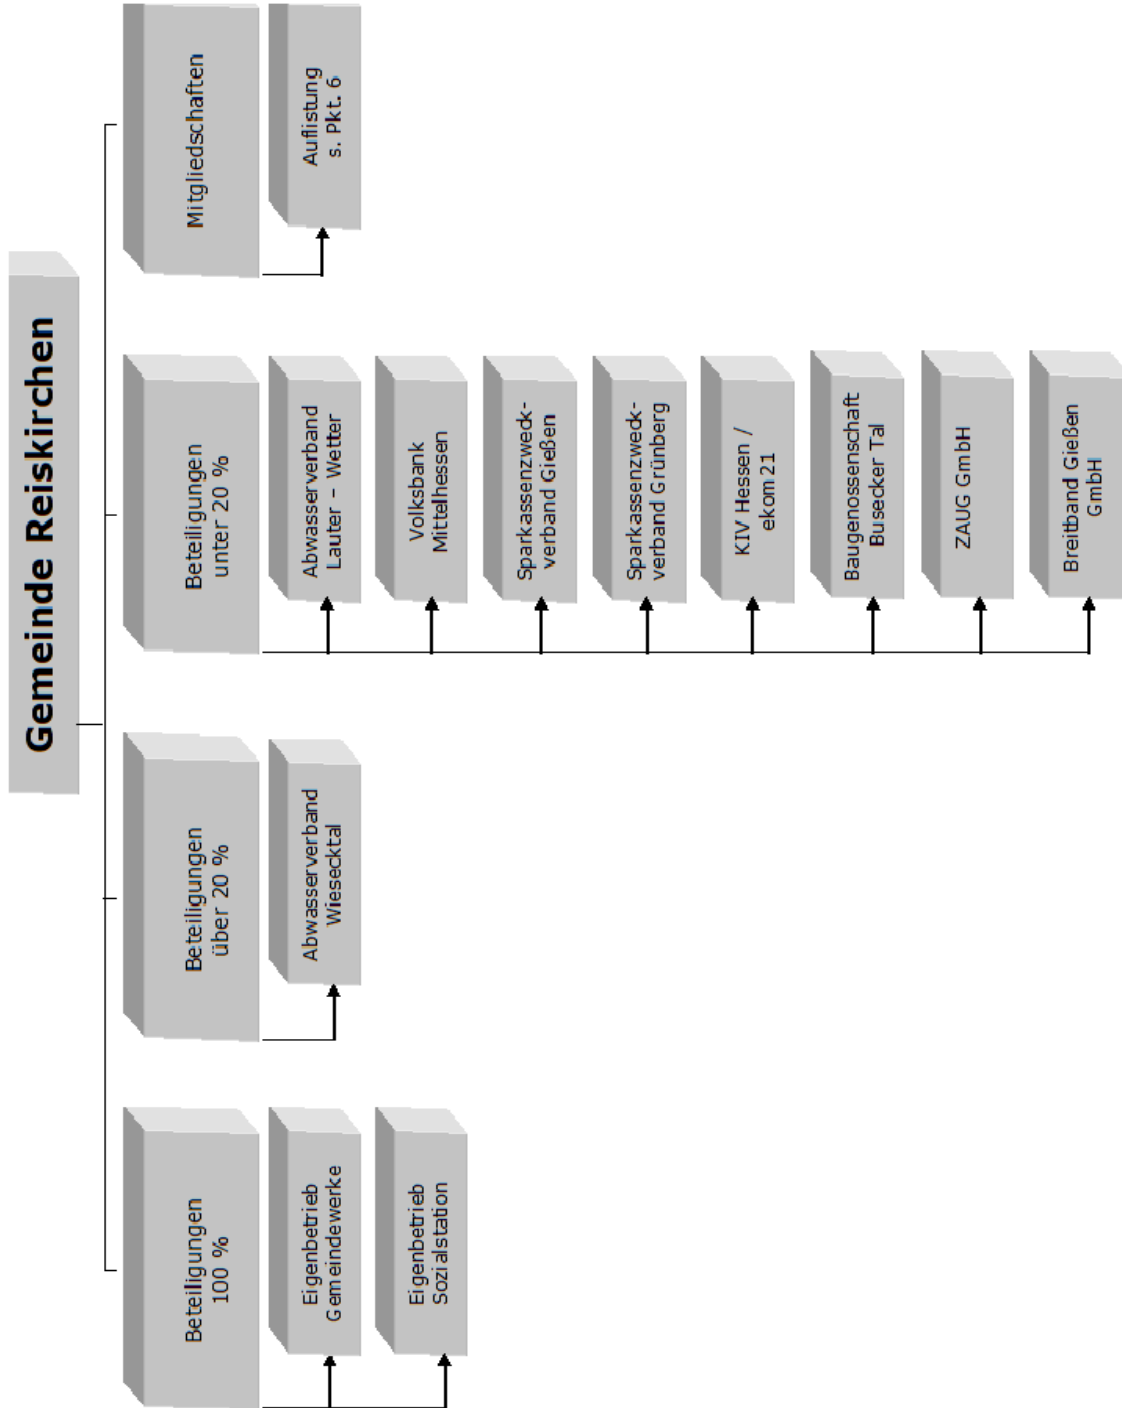 Gemeinde Reiskirchen
Beteiligungen
100 %
Eigenbetrieb
Gemeindewerke
Eigenbetrieb
Sozialstation
Beteiligungen
über 20 %
Abwasserverband
Wiesecktal
Beteiligungen
unter 20 %
Abwasserverband
Lauter – Wetter
Volksbank
Mittelhessen
Sparkassenzweck-
verband Gießen
Sparkassenzweck-
verband Grünberg
KIV Hessen /
ekom 21
Baugenossenschaft
Busecker Tal
ZAUG GmbH
Breitband Gießen
GmbH
Mitgliedschaften
Auflistung
s. Pkt. 6